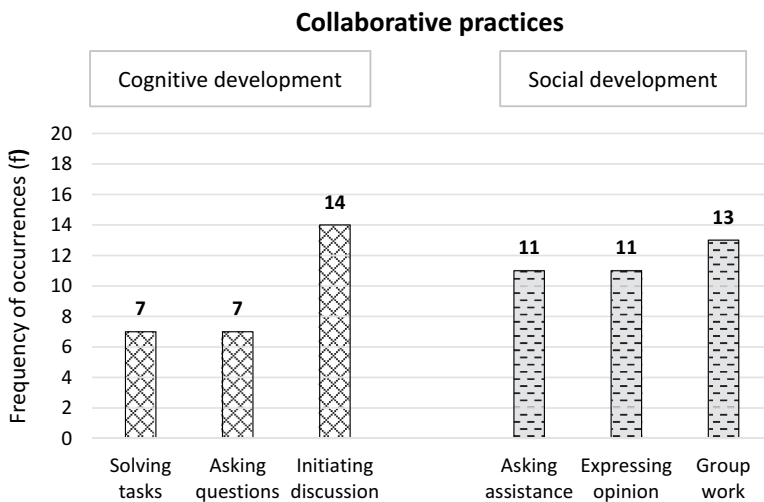 Collaborative practices
Cognitive development
Social development
Frequency of occurrences (f)
20
18
16
14
12
10
8
6
4
2
0
7
7
14
11
11
13
Solving
tasks
Asking
questions
Initiating
discussion
Asking
assistance
Expressing
opinion
Group
work